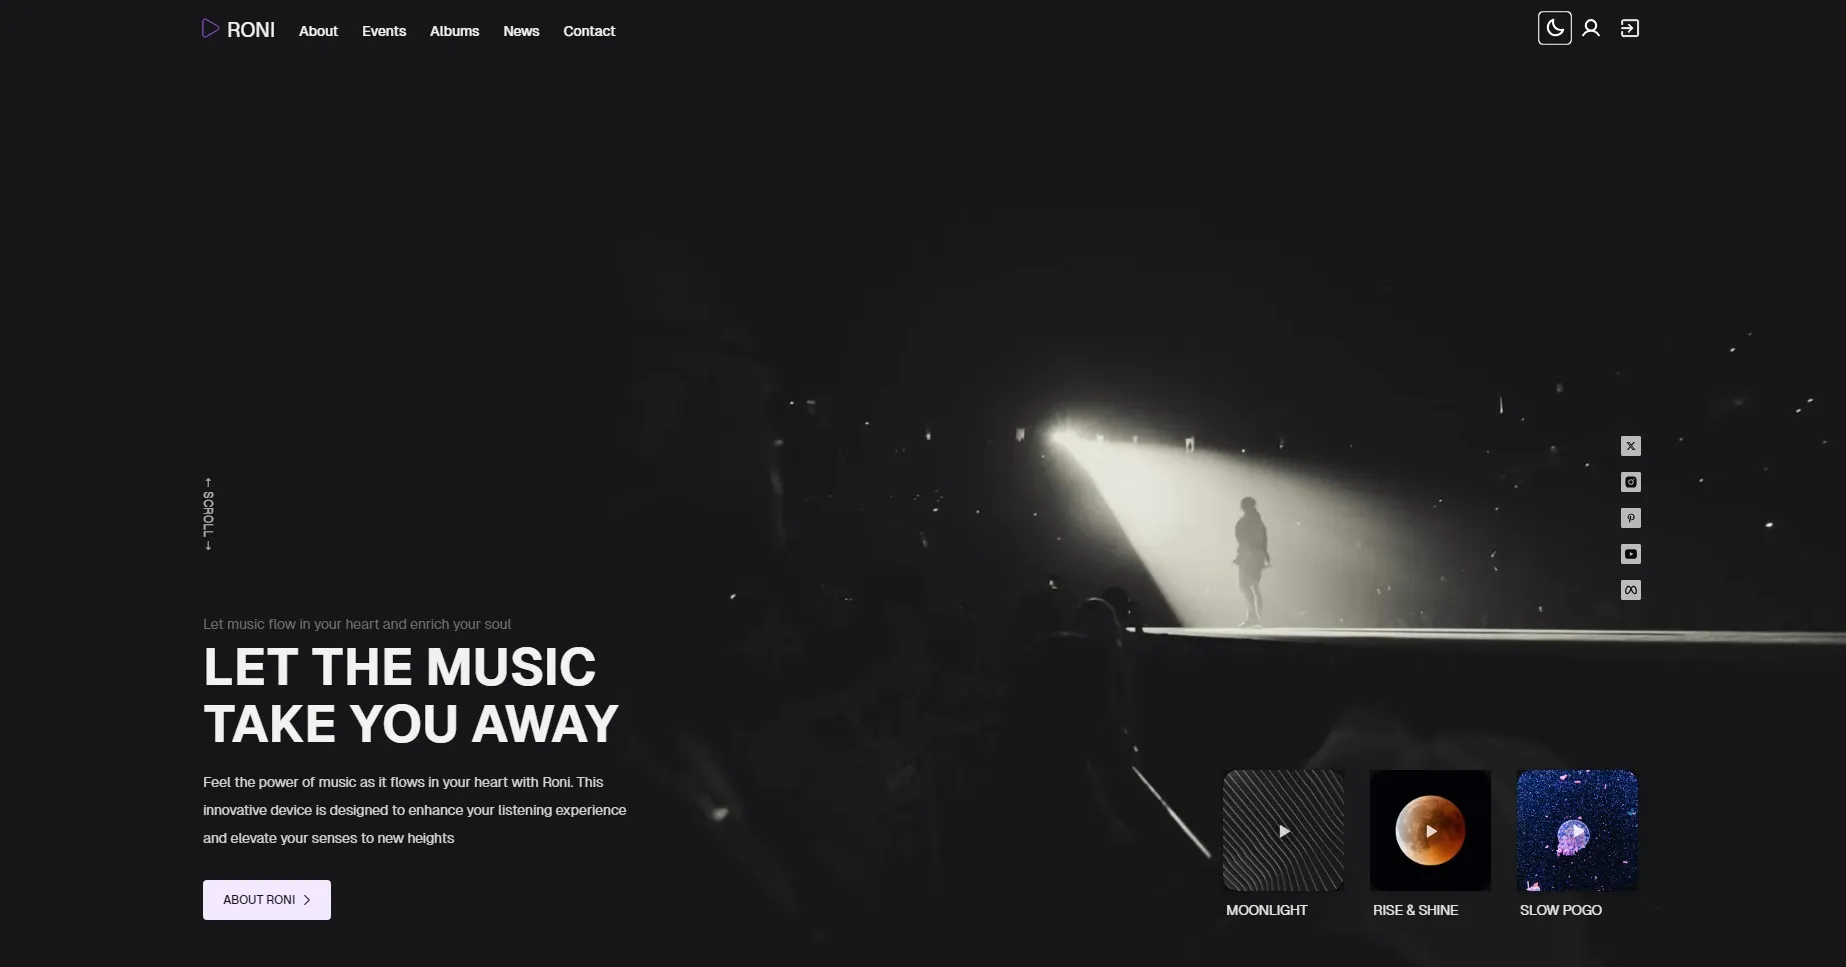 RONI
About
Events
Albums
News
Contact
← SCROLL →
Let music flow in your heart and enrich your soul
LET THE MUSIC
TAKE YOU AWAY
Feel the power of music as it flows in your heart with Roni. This
innovative device is designed to enhance your listening experience
and elevate your senses to new heights
ABOUT RONI
MOONLIGHT
RISE & SHINE
SLOW POGO